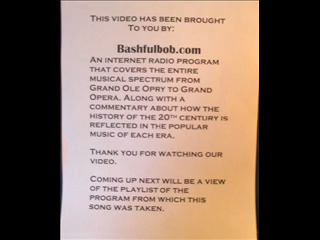 THIS VIDEO HAS BEEN BROUGHT
TO YOU BY:
Bashfulbob.com
AN INTERNET RADIO PROGRAM
THAT COVERS THE ENTIRE
MUSICAL SPECTRUM FROM
GRAND OLE OPRY TO GRAND
OPERA. ALONG WITH A
COMMENTARY ABOUT HOW THE
HISTORY OF THE 20TH CENTURY IS
REFLECTED IN THE POPULAR
MUSIC OF EACH ERA.
THANK YOU FOR WATCHING OUR
VIDEO.
COMING UP NEXT WILL BE A VIEW
OF THE PLAYLIST OF THE
PROGRAM FROM WHICH THIS
SONG WAS TAKEN.